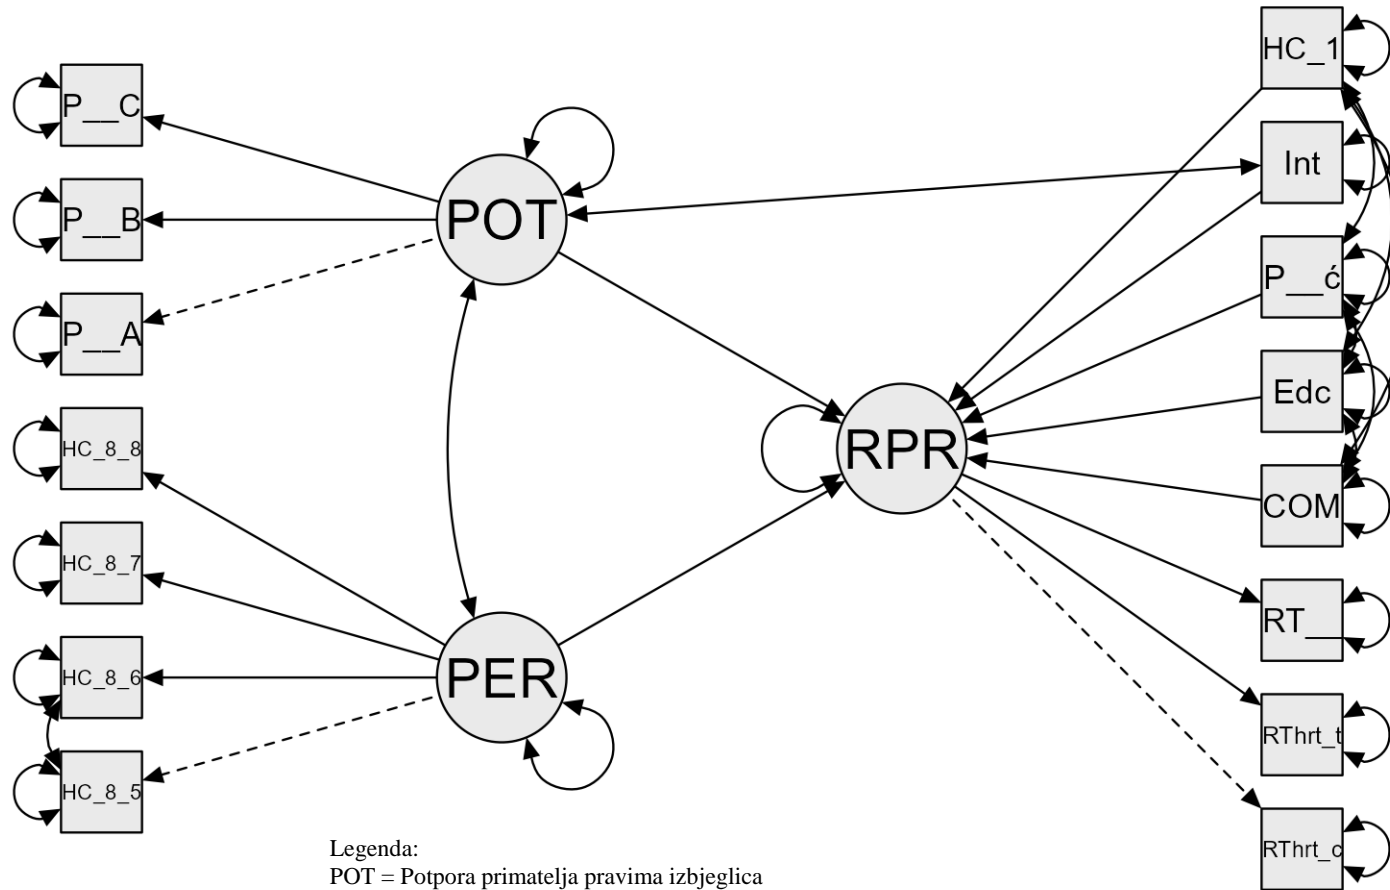 HC_1
P__C
Int
P__B
POT
P__ć
P__A
Edc
HC_8_8
RPR
COM
HC_8_7
RT__
HC_8_6
PER
RThrt_t
HC_8_5
RThrt_c
Legenda:
POT = Potpora primatelja pravima izbjeglica